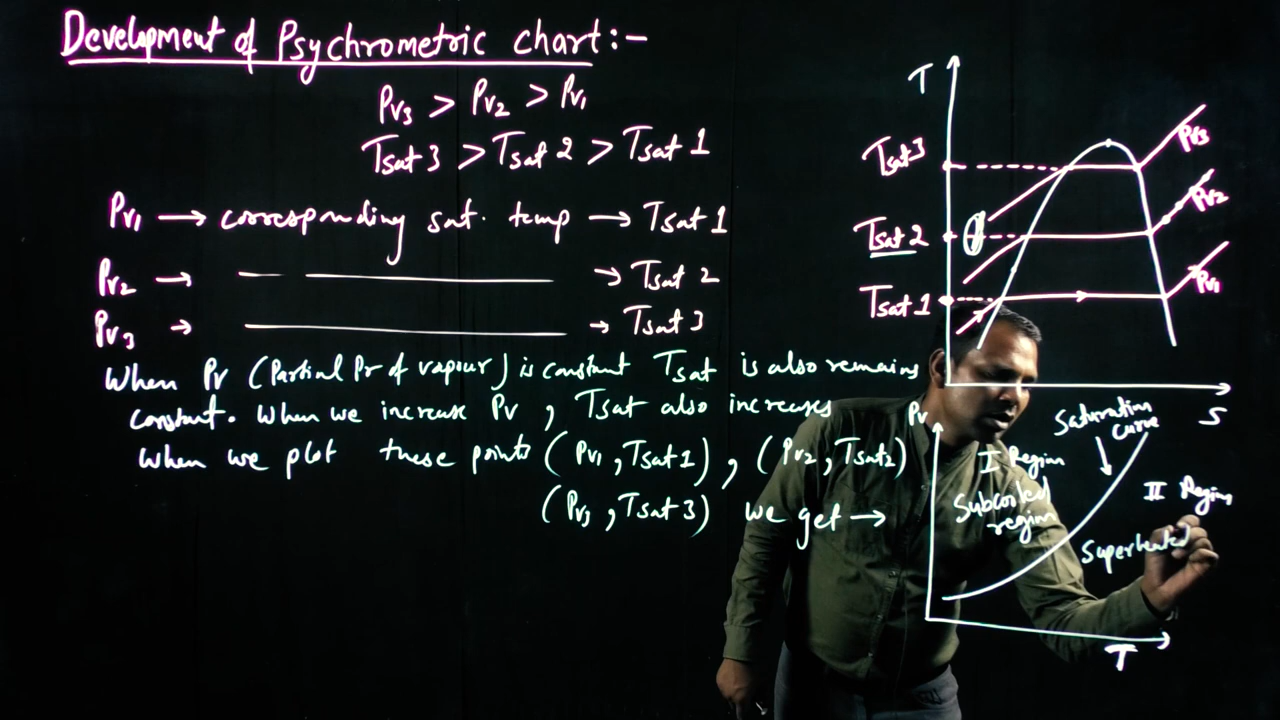 Development of Psychrometric chart:-
Pv3 > Pv2 > Pv1
Tsat 3 > Tsat 2 > Tsat 1
Pv1 → corresponding sat. temp → Tsat 1
Pv2 → —— —————— → Tsat 2
Pv3 → —————————— → Tsat 3
When Pv (Partial Pr of vapour) is constant Tsat is also remains
constant. When we increase Pv , Tsat also increases
When we plot these points (Pv1 , Tsat1) , (Pv2 , Tsat2)
(Pv3 , Tsat 3) we get →
T
Tsat3
Tsat 2
Tsat 1
Pv3
Pv2
Pv1
S
Pv
Saturation
curve
I Region
Subcooled
region
II Region
Superheated
T